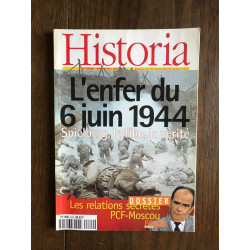 Historia
L'enfer du
6 juin 1944
Spielberg, le film, la vérité
DOSSIER
Les relations secrètes
PCF-Moscou